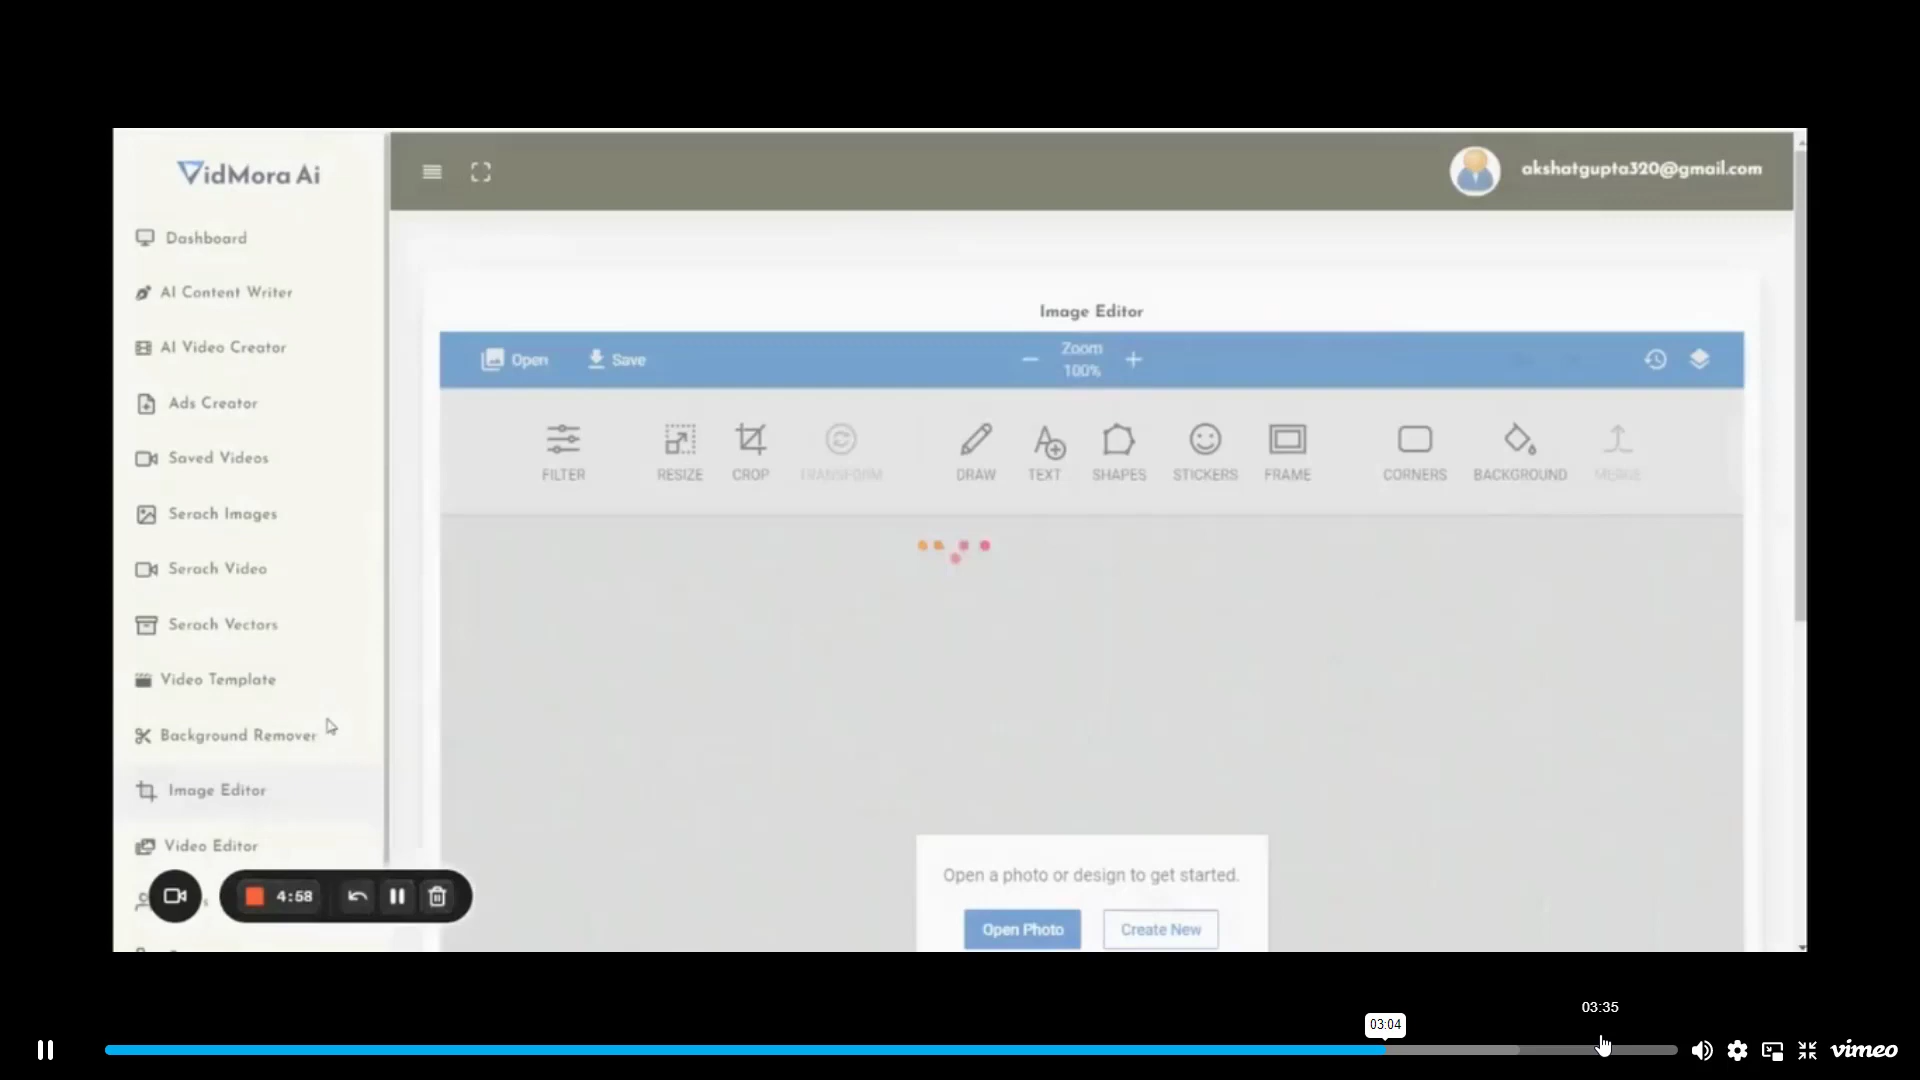 VidMora Ai
akshatgupta320@gmail.com
Dashboard
AI Content Writer
AI Video Creator
Ads Creator
Saved Videos
Serach Images
Serach Video
Serach Vectors
Video Template
Background Remover
Image Editor
Video Editor
Image Editor
Open Save Zoom
100%
FILTER RESIZE CROP TRANSFORM DRAW TEXT SHAPES STICKERS FRAME CORNERS BACKGROUND MERGE
Open a photo or design to get started.
Open Photo Create New
4:58
03:35
03:04
vimeo